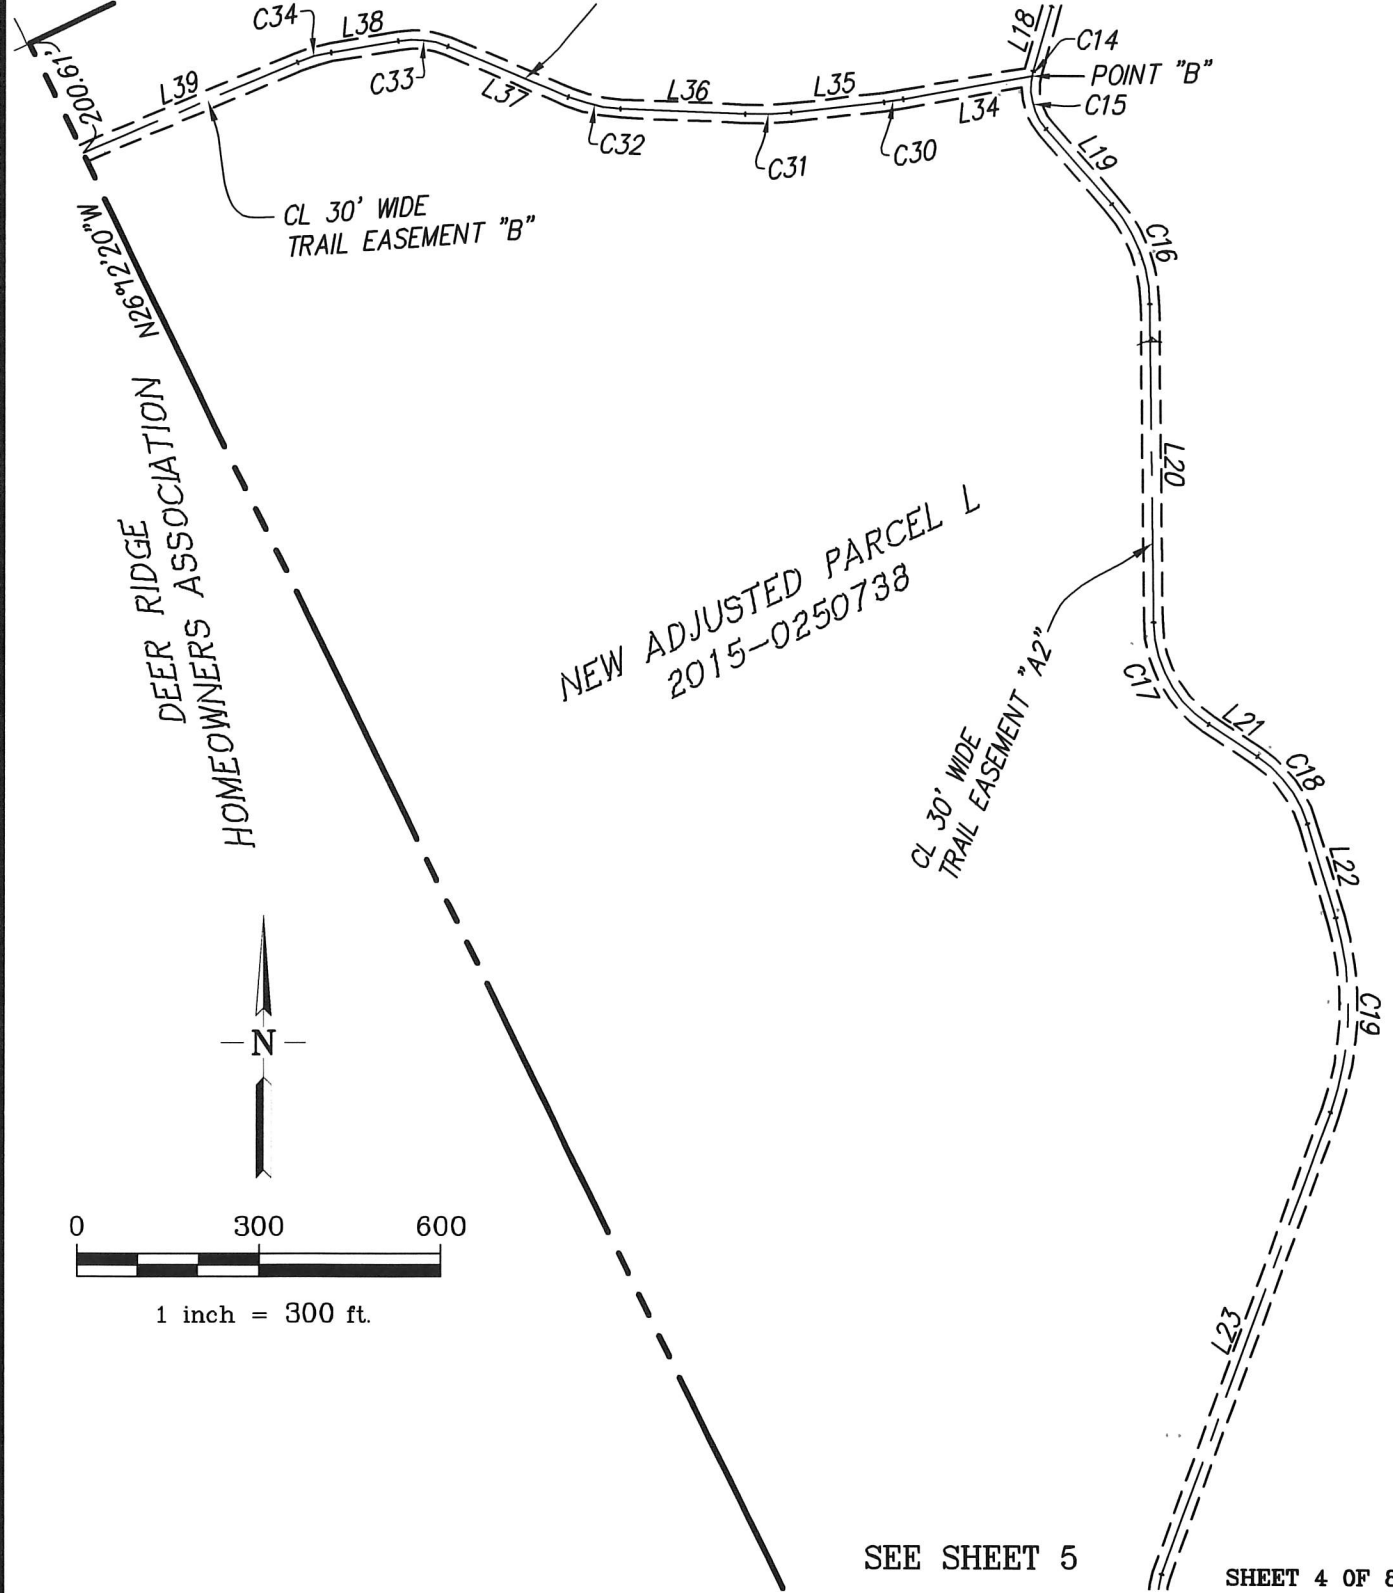 C34
L38
L18
C14
POINT "B"
(200.61')
L39
C33
L37
L36
L35
L34
C15
C32
C31
C30
L19
CL 30' WIDE
TRAIL EASEMENT "B"
C16
N26°12'20"W
DEER RIDGE
HOMEOWNERS ASSOCIATION
L20
NEW ADJUSTED PARCEL L
2015-0250738
CL 30' WIDE
TRAIL EASEMENT "A2"
C17
L21
C18
L22
C19
N
0 300 600
1 inch = 300 ft.
L23
SEE SHEET 5
SHEET 4 OF 8